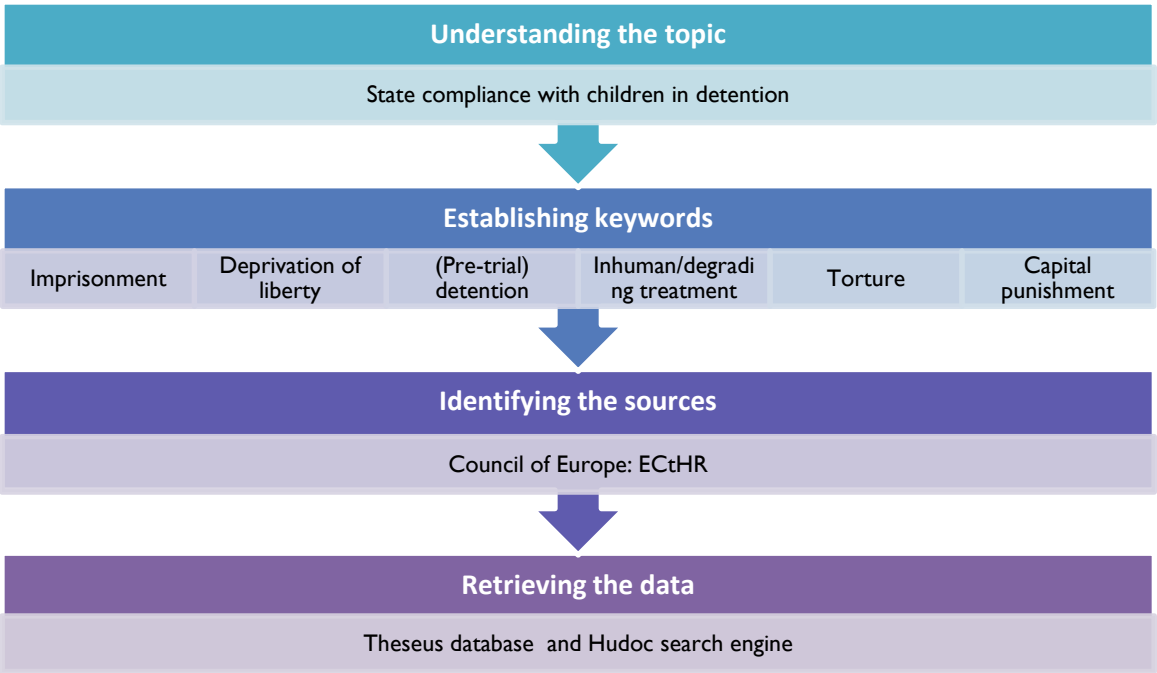 Understanding the topic
State compliance with children in detention
Establishing keywords
Imprisonment
Deprivation of
liberty
(Pre-trial)
detention
Inhuman/degradi
ng treatment
Torture
Capital
punishment
Identifying the sources
Council of Europe: ECtHR
Retrieving the data
Theseus database  and Hudoc search engine